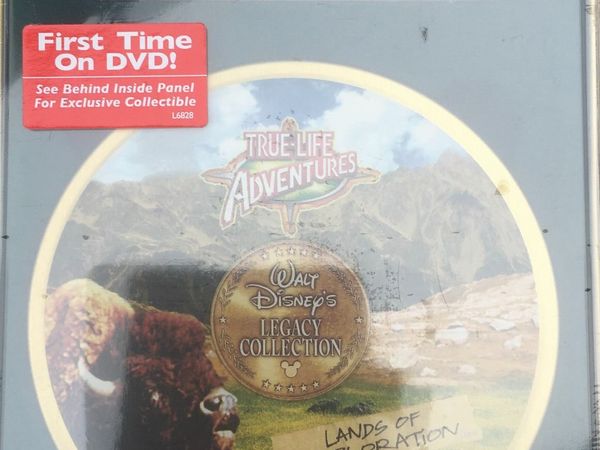 First Time
On DVD!
See Behind Inside Panel
For Exclusive Collectible
L6828
TRUE-LIFE
ADVENTURES
WALT
DISNEY'S
LEGACY
COLLECTION
LANDS OF